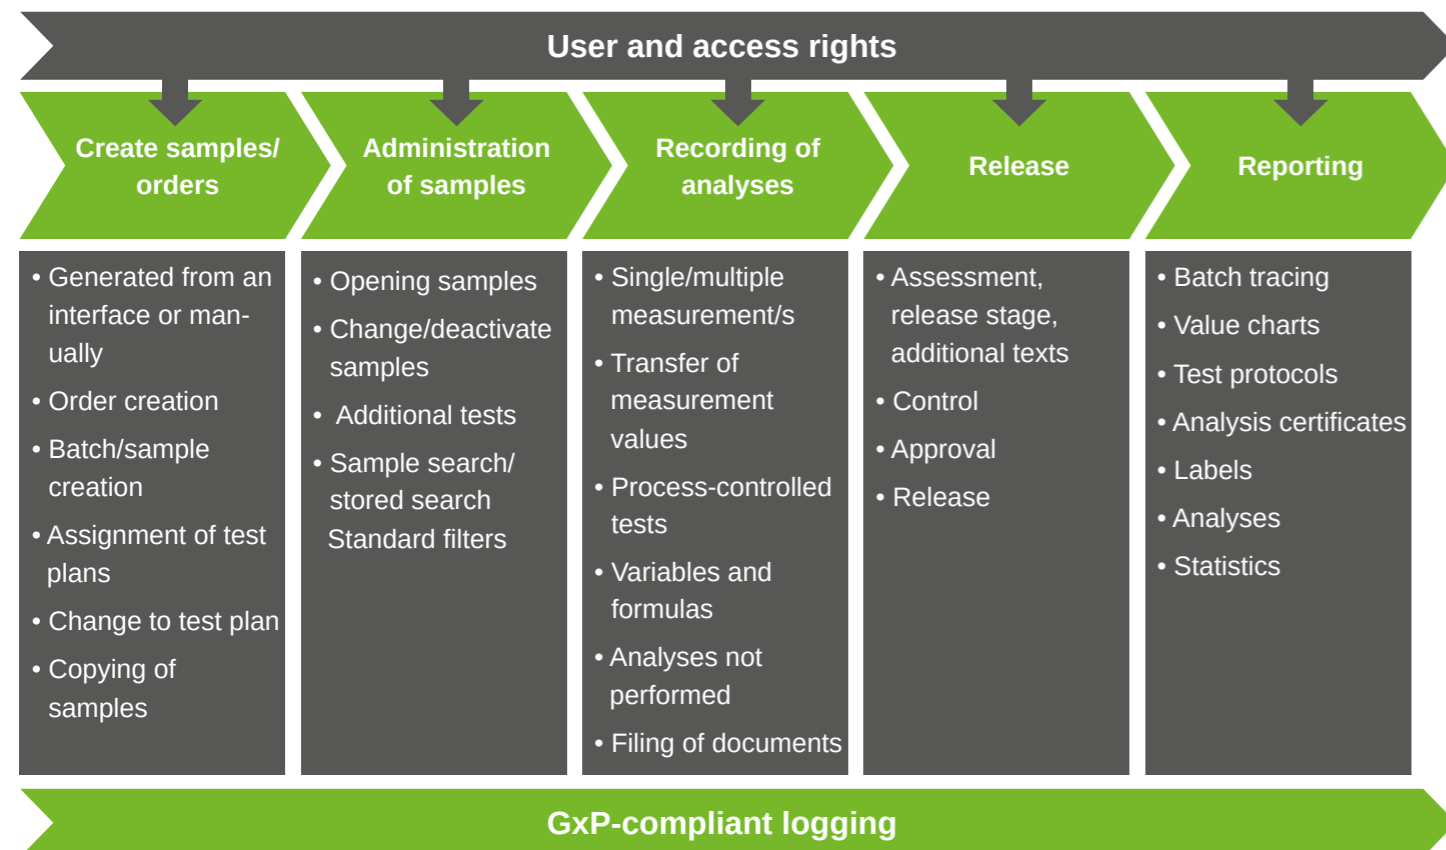 User and access rights
Create samples/
orders
Administration
of samples
Recording of
analyses
Release
Reporting
• Generated from an
interface or man-
ually
• Order creation
• Batch/sample
creation
• Assignment of test
plans
• Change to test plan
• Copying of
samples
• Opening samples
• Change/deactivate
samples
• Additional tests
• Sample search/
stored search
Standard filters
• Single/multiple
measurement/s
• Transfer of
measurement
values
• Process-controlled
tests
• Variables and
formulas
• Analyses not
performed
• Filing of documents
• Assessment,
release stage,
additional texts
• Control
• Approval
• Release
• Batch tracing
• Value charts
• Test protocols
• Analysis certificates
• Labels
• Analyses
• Statistics
GxP-compliant logging